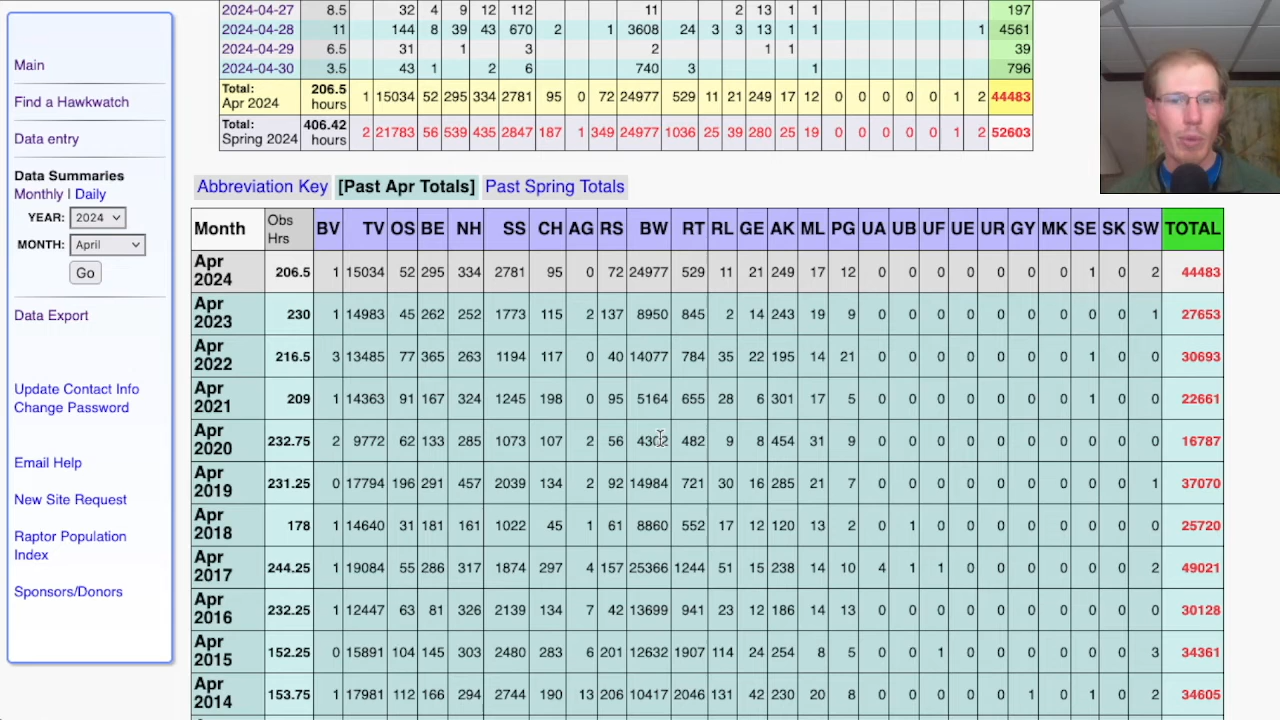 Main
Find a Hawkwatch
Data entry
Data Summaries
Monthly | Daily
YEAR: 2024
MONTH: April
Go
Data Export
Update Contact Info
Change Password
Email Help
New Site Request
Raptor Population
Index
Sponsors/Donors
2024-04-27 8.5 32 4 9 12 112 11 2 13 1 1 197
2024-04-28 11 144 8 39 43 670 2 1 3608 24 3 3 13 1 1 1 4561
2024-04-29 6.5 31 1 3 2 1 1 39
2024-04-30 3.5 43 1 2 6 740 3 1 796
Total: Apr 2024 206.5 hours 1 15034 52 295 334 2781 95 0 72 24977 529 11 21 249 17 12 0 0 0 0 0 1 2 44483
Total: Spring 2024 406.42 hours 2 21783 56 539 435 2847 187 1 349 24977 1036 25 39 280 25 19 0 0 0 0 0 1 2 52603
Abbreviation Key [Past Apr Totals] Past Spring Totals
Month Obs Hrs BV TV OS BE NH SS CH AG RS BW RT RL GE AK ML PG UA UB UF UE UR GY MK SE SK SW TOTAL
Apr 2024 206.5 1 15034 52 295 334 2781 95 0 72 24977 529 11 21 249 17 12 0 0 0 0 0 0 0 1 0 2 44483
Apr 2023 230 1 14983 45 262 252 1773 115 2 137 8950 845 2 14 243 19 9 0 0 0 0 0 0 0 0 0 1 27653
Apr 2022 216.5 3 13485 77 365 263 1194 117 0 40 14077 784 35 22 195 14 21 0 0 0 0 0 0 0 1 0 0 30693
Apr 2021 209 1 14363 91 167 324 1245 198 0 95 5164 655 28 6 301 17 5 0 0 0 0 0 0 0 1 0 0 22661
Apr 2020 232.75 2 9772 62 133 285 1073 107 2 56 4302 482 9 8 454 31 9 0 0 0 0 0 0 0 0 0 0 16787
Apr 2019 231.25 0 17794 196 291 457 2039 134 2 92 14984 721 30 16 285 21 7 0 0 0 0 0 0 0 0 0 1 37070
Apr 2018 178 1 14640 31 181 161 1022 45 1 61 8860 552 17 12 120 13 2 0 1 0 0 0 0 0 0 0 0 25720
Apr 2017 244.25 1 19084 55 286 317 1874 297 4 157 25366 1244 51 15 238 14 10 4 1 1 0 0 0 0 0 0 2 49021
Apr 2016 232.25 1 12447 63 81 326 2139 134 7 42 13699 941 23 12 186 14 13 0 0 0 0 0 0 0 0 0 0 30128
Apr 2015 152.25 0 15891 104 145 303 2480 283 6 201 12632 1907 114 24 254 8 5 0 0 1 0 0 0 0 0 0 3 34361
Apr 2014 153.75 1 17981 112 166 294 2744 190 13 206 10417 2046 131 42 230 20 8 0 0 0 0 0 1 0 1 0 2 34605